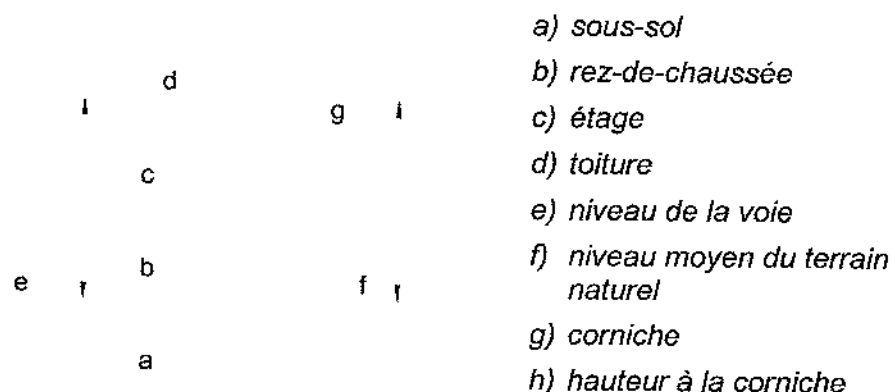 d
g
c
b
e
f
a
a) sous-sol
b) rez-de-chaussée
c) étage
d) toiture
e) niveau de la voie
f) niveau moyen du terrain
naturel
g) corniche
h) hauteur à la corniche